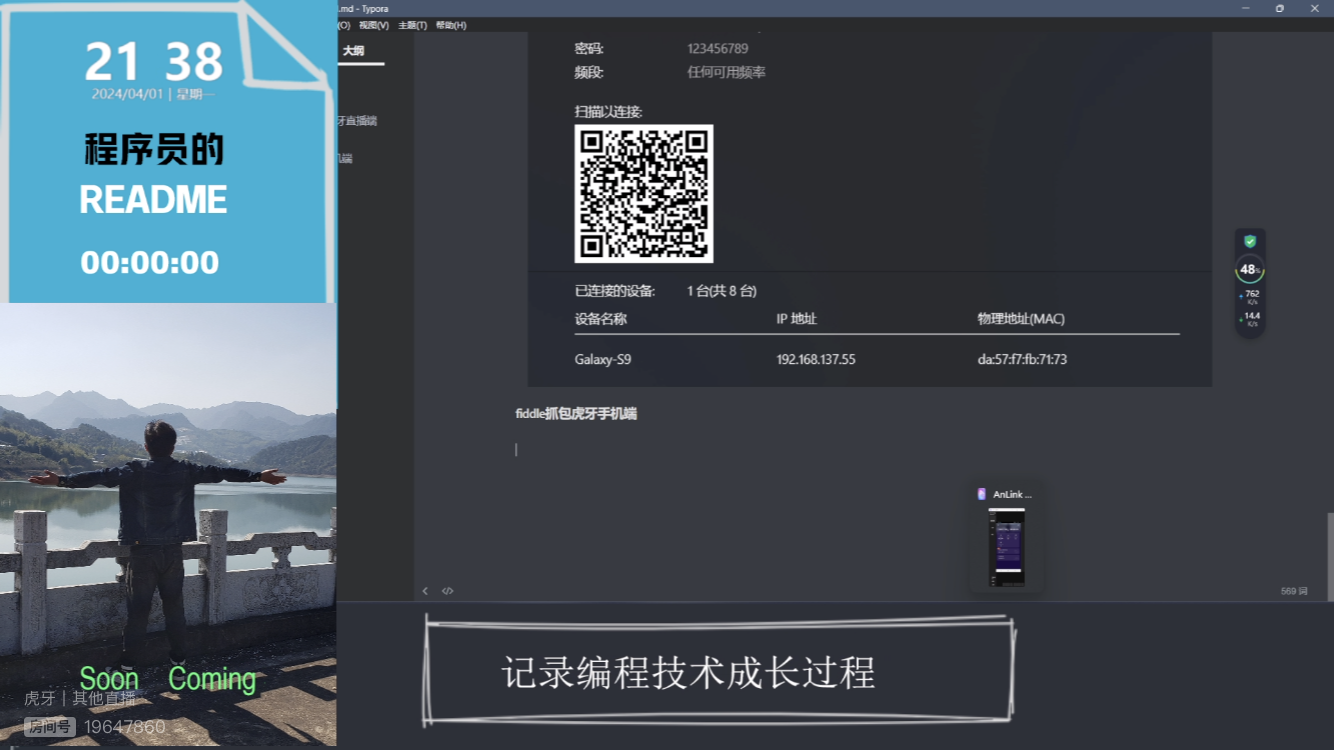 21 38
2024/04/01 | 星期一
程序员的
README
00:00:00
Soon Coming
虎牙 | 其他直播
房间号 19647860
.md - Typora
(O) 视图(V) 主题(T) 帮助(H)
大纲
牙直播端
机端
密码: 123456789
频段: 任何可用频率
扫描以连接:
已连接的设备: 1 台(共 8 台)
设备名称 IP 地址 物理地址(MAC)
Galaxy-S9 192.168.137.55 da:57:f7:fb:71:73
fiddle抓包虎牙手机端
48%
762
K/s
14.4
K/s
AnLink ...
569 词
记录编程技术成长过程